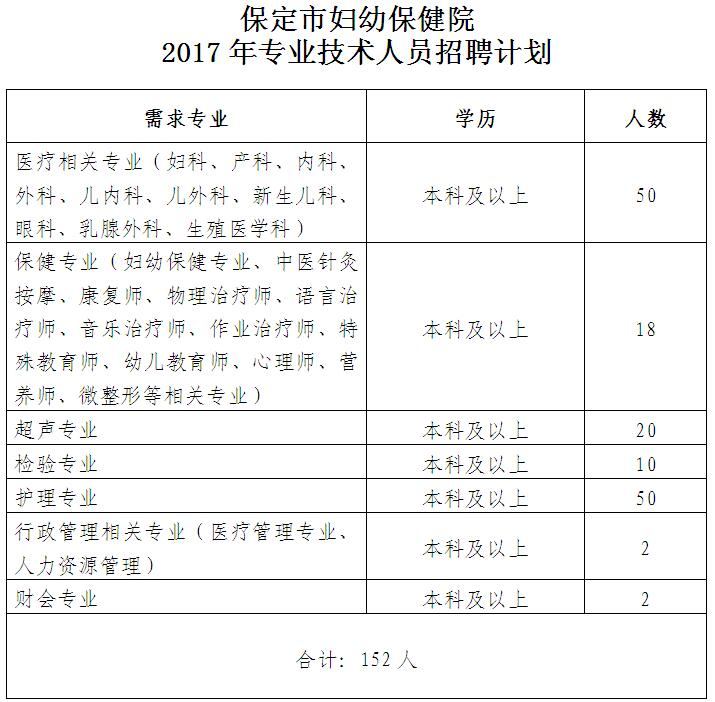 保定市妇幼保健院
2017年专业技术人员招聘计划
需求专业 学历 人数
医疗相关专业（妇科、产科、内科、
外科、儿内科、儿外科、新生儿科、
眼科、乳腺外科、生殖医学科）
本科及以上 50
保健专业（妇幼保健专业、中医针灸
按摩、康复师、物理治疗师、语言治
疗师、音乐治疗师、作业治疗师、特
殊教育师、幼儿教育师、心理师、营
养师、微整形等相关专业）
本科及以上 18
超声专业 本科及以上 20
检验专业 本科及以上 10
护理专业 本科及以上 50
行政管理相关专业（医疗管理专业、
人力资源管理）
本科及以上 2
财会专业 本科及以上 2
合计：152人